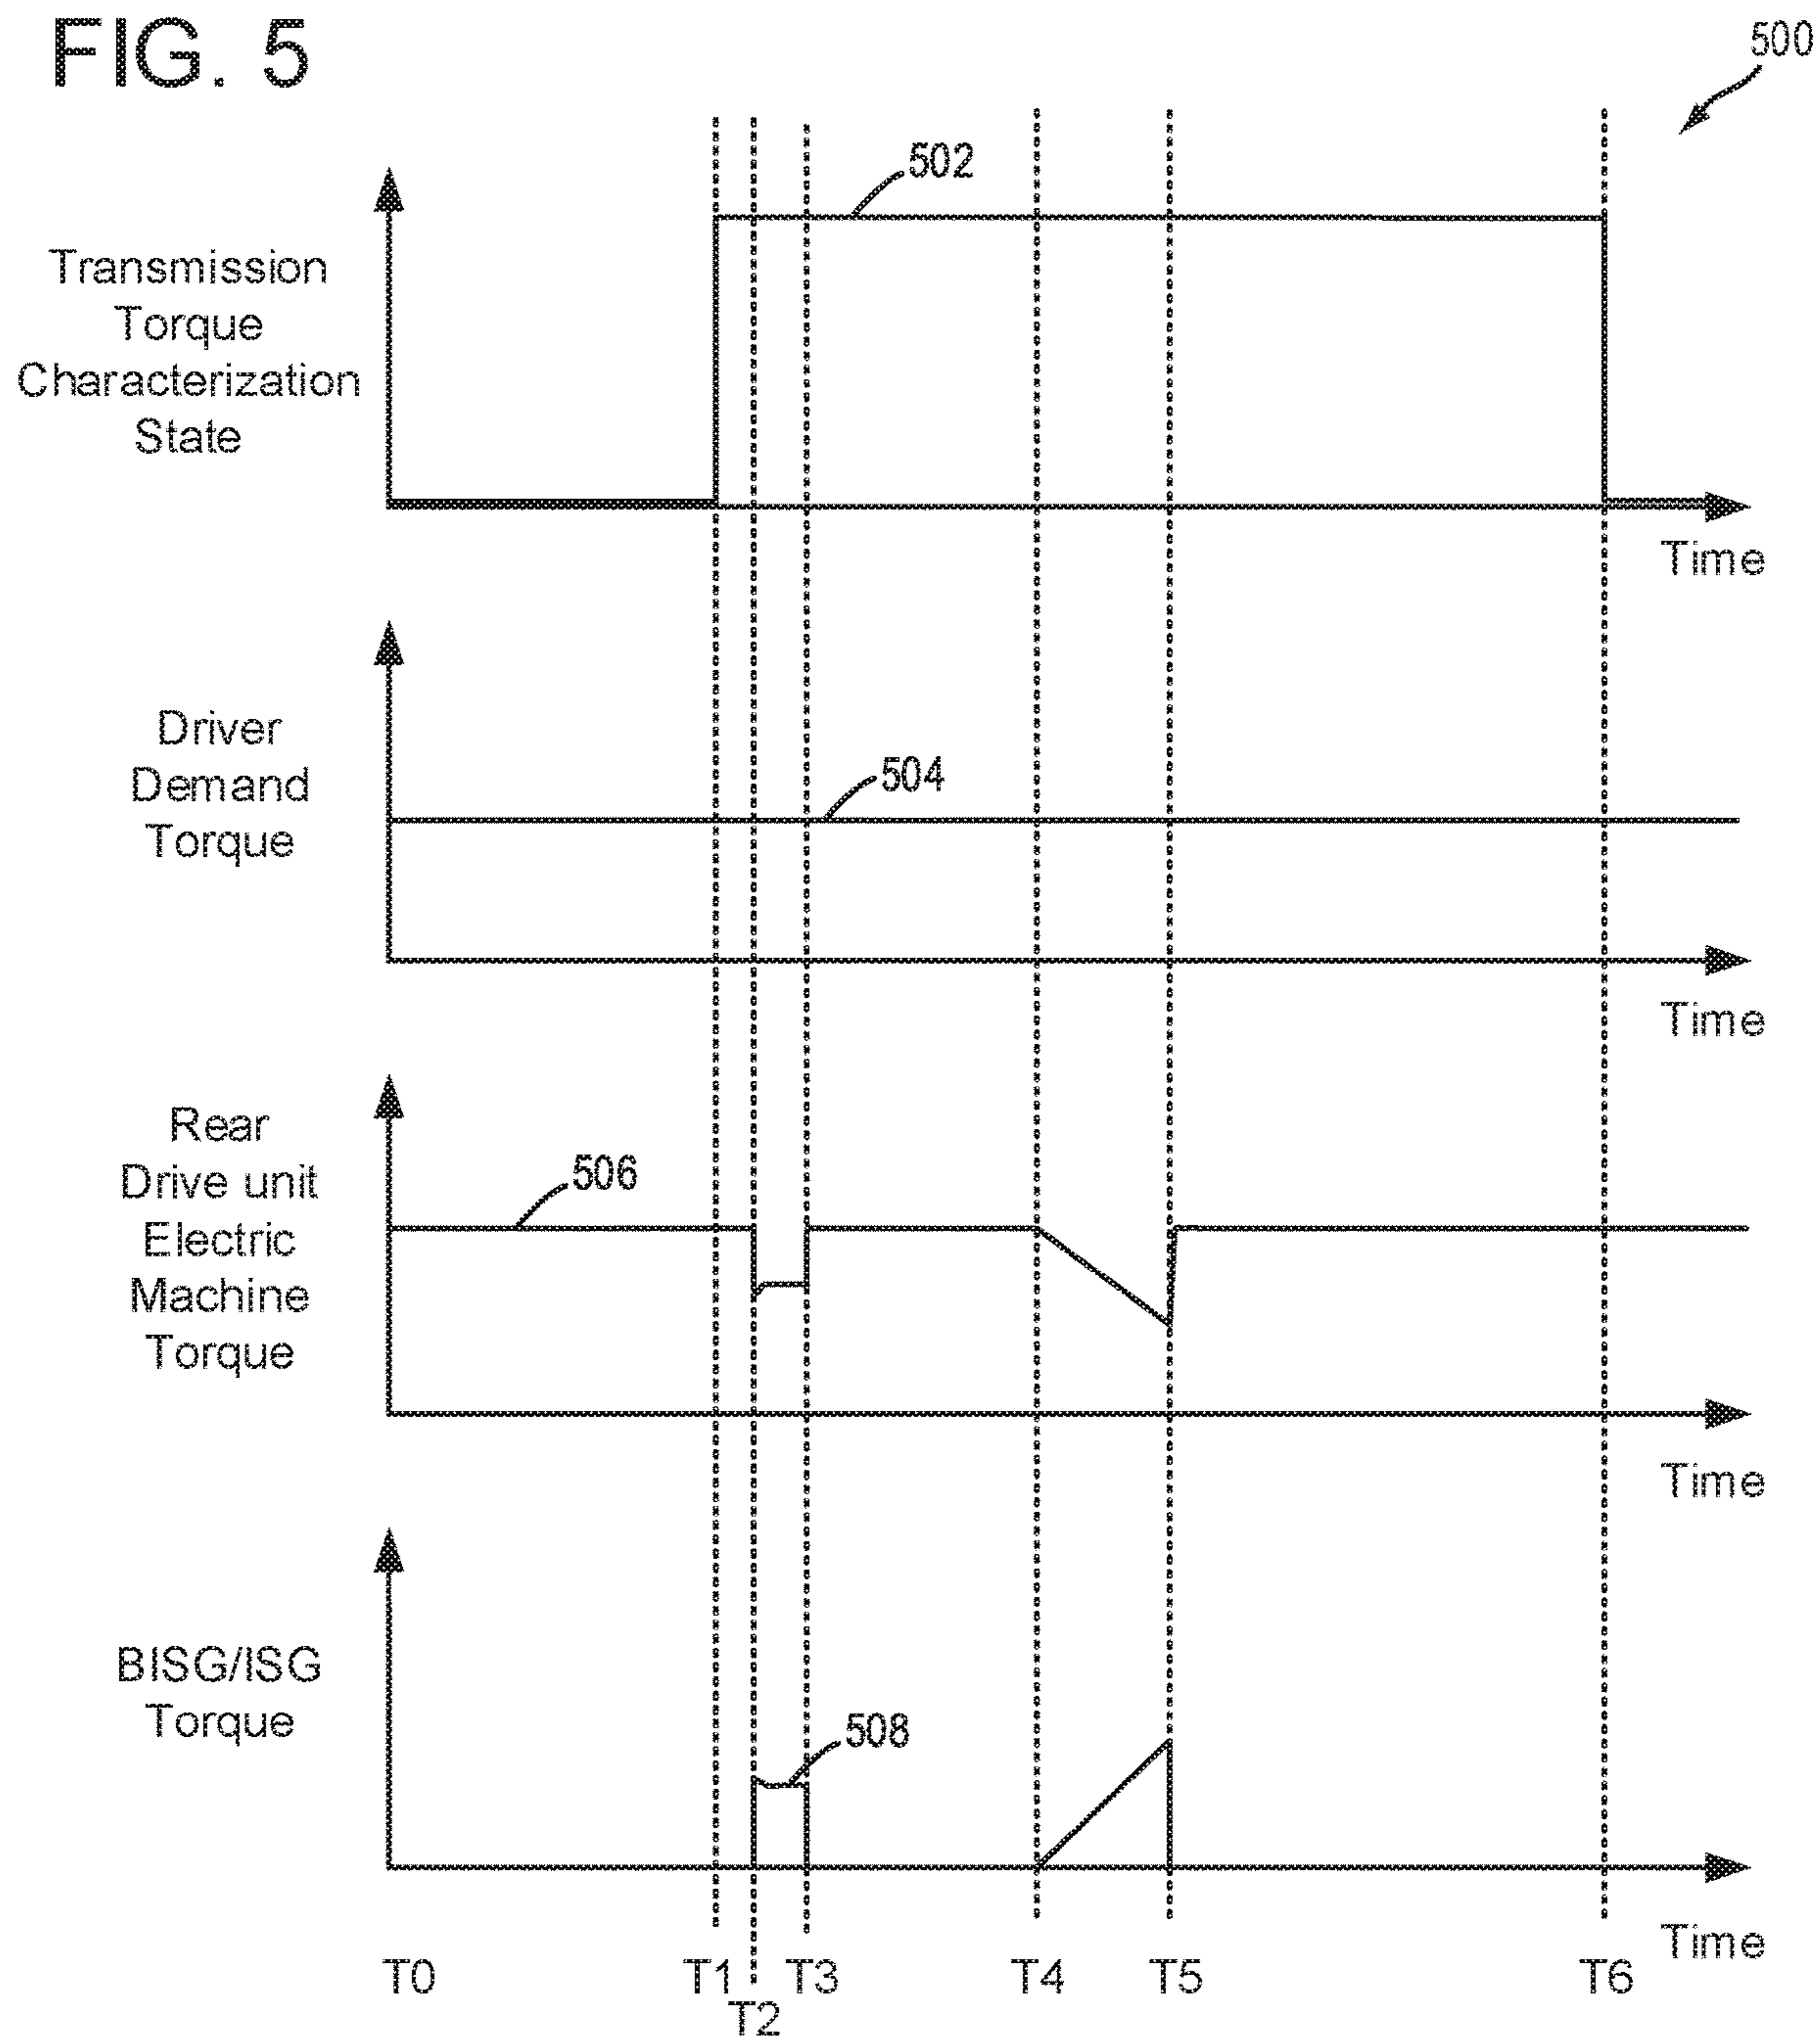 FIG. 5
500
502
Transmission
Torque
Characterization
State
Time
Driver
Demand
Torque
504
Time
Rear
Drive unit
Electric
Machine
Torque
506
Time
BISG/ISG
Torque
508
Time
T0 T1 T3 T4 T5 T6
T2